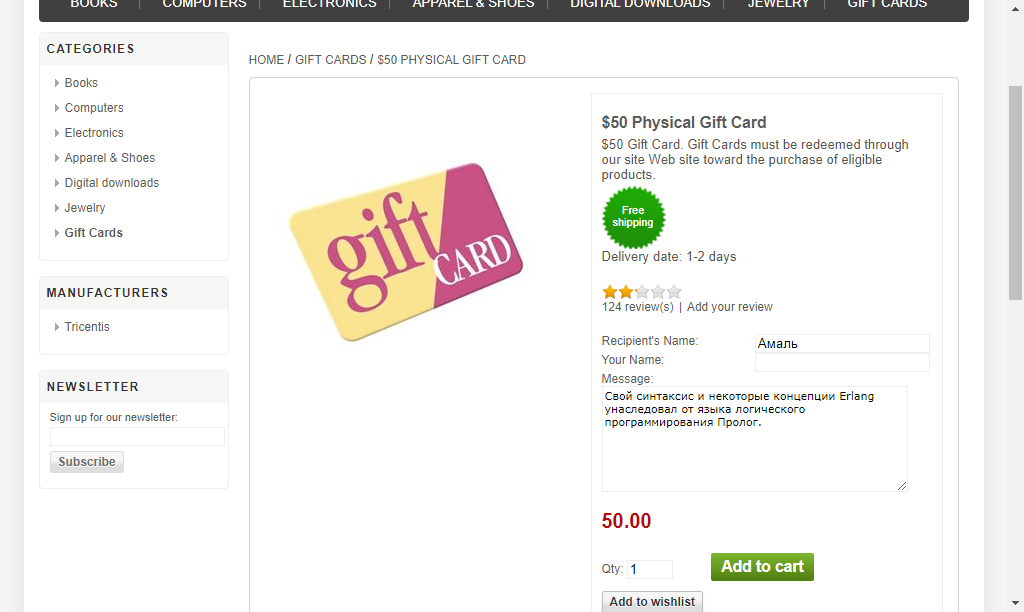 BOOKS COMPUTERS ELECTRONICS APPAREL & SHOES DIGITAL DOWNLOADS JEWELRY GIFT CARDS
CATEGORIES
Books
Computers
Electronics
Apparel & Shoes
Digital downloads
Jewelry
Gift Cards
MANUFACTURERS
Tricentis
NEWSLETTER
Sign up for our newsletter:
Subscribe
HOME / GIFT CARDS / $50 PHYSICAL GIFT CARD
gift
CARD
$50 Physical Gift Card
$50 Gift Card. Gift Cards must be redeemed through
our site Web site toward the purchase of eligible
products.
Free
shipping
Delivery date: 1-2 days
124 review(s) | Add your review
Recipient's Name: Амаль
Your Name:
Message:
Свой синтаксис и некоторые концепции Erlang
унаследовал от языка логического
программирования Пролог.
50.00
Qty: 1 Add to cart
Add to wishlist